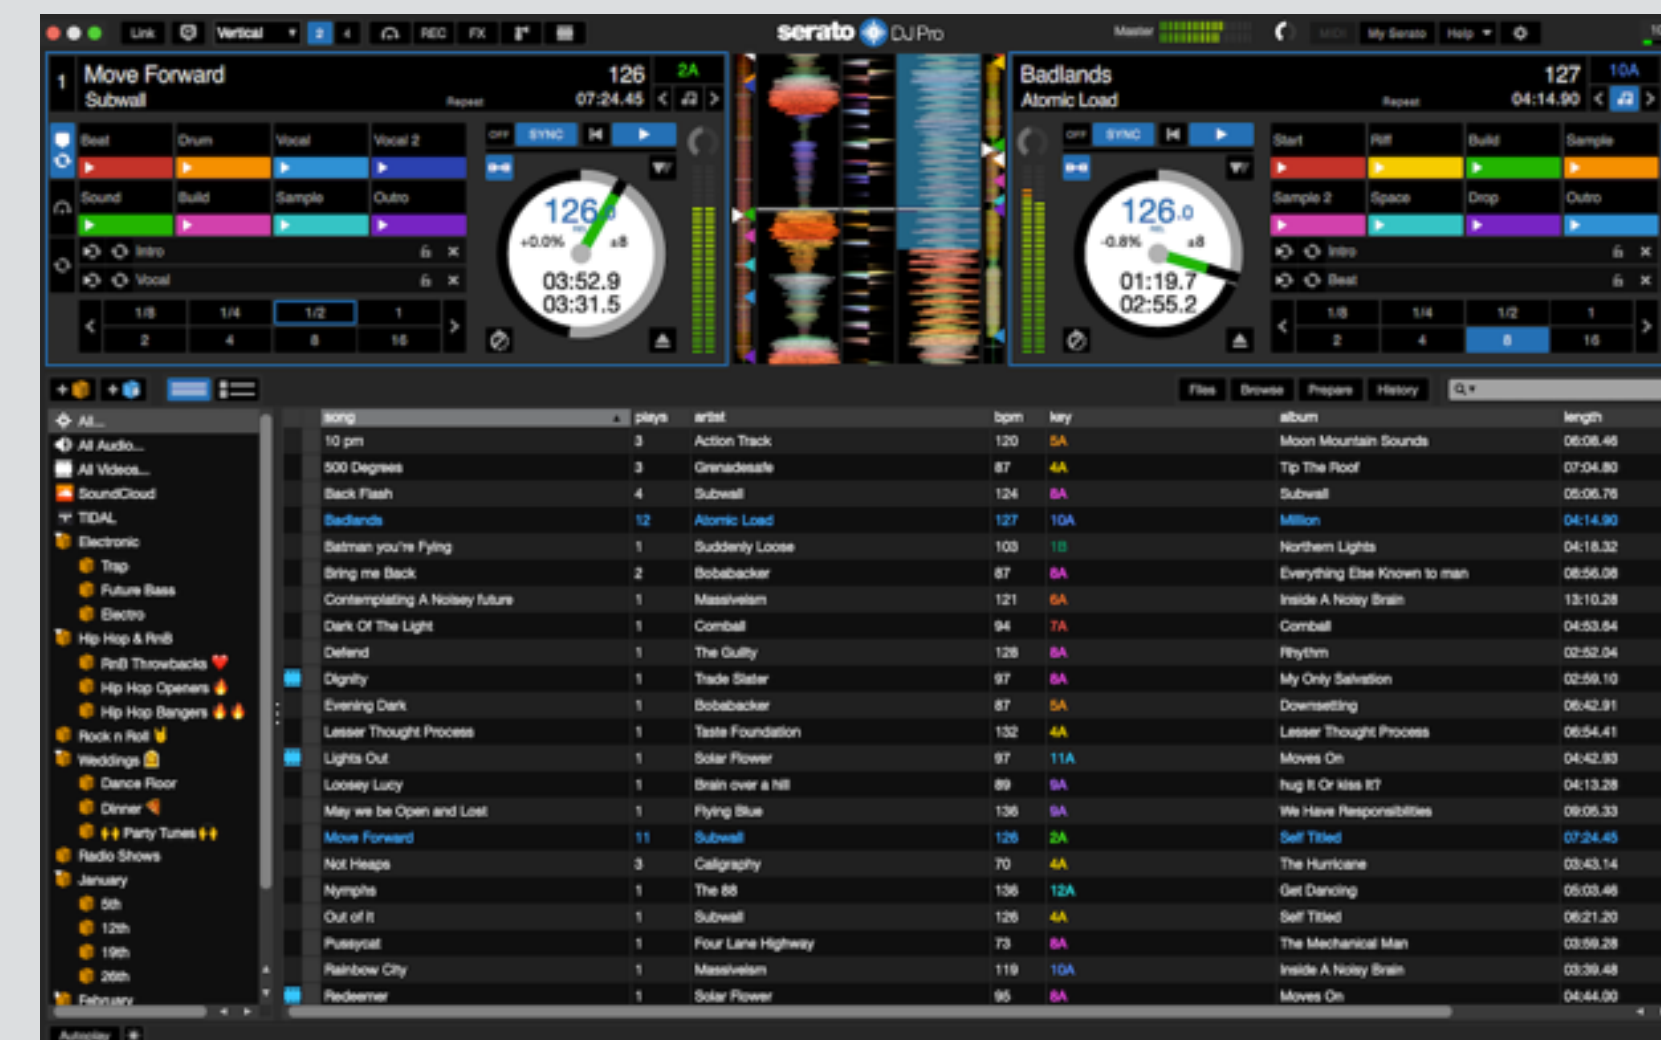 Link Vertical 2 4 REC FX serato DJ Pro Master MIDI My Serato Help
1 Move Forward 126 2A
Subwall Repeat 07:24.45
Beat Drum Vocal Vocal 2 OFF SYNC
Sound Build Sample Outro
Intro
Vocal
1/8 1/4 1/2 1
2 4 8 16
126.0
+0.0% ±8
03:52.9
03:31.5
Badlands 127 10A
Atomic Load Repeat 04:14.90
OFF SYNC Start Riff Build Sample
Sample 2 Space Drop Outro
Intro
Beat
1/8 1/4 1/2 1
2 4 8 16
126.0
-0.8% ±8
01:19.7
02:55.2
Files Browse Prepare History
All...
All Audio...
All Videos...
SoundCloud
TIDAL
Electronic
Trap
Future Bass
Electro
Hip Hop & RnB
RnB Throwbacks ❤️
Hip Hop Openers 🔥
Hip Hop Bangers 🔥🔥
Rock n Roll 🤘
Weddings 👰
Dance Floor
Dinner 🍕
🙌 Party Tunes 🙌
Radio Shows
January
5th
12th
19th
26th
February
song plays artist bpm key album length
10 pm 3 Action Track 120 5A Moon Mountain Sounds 06:08.46
500 Degrees 3 Grenadesafe 87 4A Tip The Roof 07:04.80
Back Flash 4 Subwall 124 8A Subwall 05:06.76
Badlands 12 Atomic Load 127 10A Million 04:14.90
Batman you're Fying 1 Suddenly Loose 103 1B Northern Lights 04:18.32
Bring me Back 2 Bobabacker 87 8A Everything Else Known to man 08:56.08
Contemplating A Noisey future 1 Massiveism 121 6A Inside A Noisy Brain 13:10.28
Dark Of The Light 1 Comball 94 7A Comball 04:53.64
Defend 1 The Guilty 128 8A Rhythm 02:52.04
Dignity 1 Trade Slater 97 8A My Only Salvation 02:59.10
Evening Dark 1 Bobabacker 87 5A Downsetting 06:42.91
Lesser Thought Process 1 Taste Foundation 132 4A Lesser Thought Process 06:54.41
Lights Out 1 Solar Flower 97 11A Moves On 04:42.93
Loosey Lucy 1 Brain over a hill 89 9A hug It Or kiss It? 04:13.28
May we be Open and Lost 1 Flying Blue 136 9A We Have Responsibilities 09:05.33
Move Forward 11 Subwall 126 2A Self Titled 07:24.45
Not Heaps 3 Caligraphy 70 4A The Hurricane 03:43.14
Nymphs 1 The 88 136 12A Get Dancing 05:03.46
Out of it 1 Subwall 126 4A Self Titled 06:21.20
Pussycat 1 Four Lane Highway 73 8A The Mechanical Man 03:59.28
Rainbow City 1 Massiveism 119 10A Inside A Noisy Brain 03:39.48
Redeemer 1 Solar Flower 95 8A Moves On 04:44.00
Autoplay